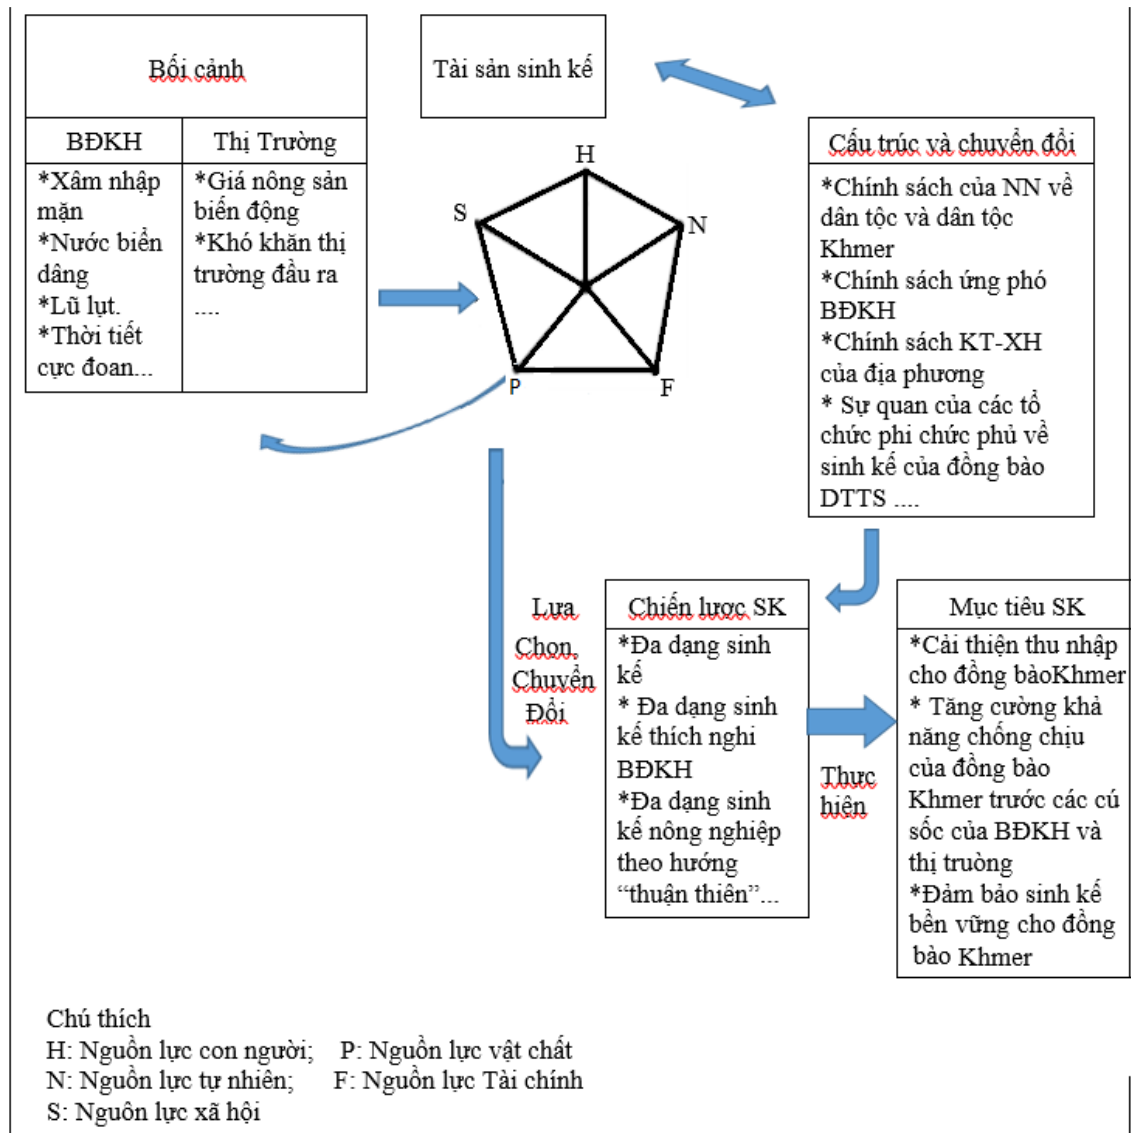 Bối cảnh
BĐKH
Thị Trường
*Xâm nhập
mặn
*Nước biển
dâng
*Lũ lụt.
*Thời tiết
cực đoan...
*Giá nông sản
biến động
*Khó khăn thị
trường đầu ra
....
Tài sản sinh kế
H
S
N
P
F
Cấu trúc và chuyển đổi
*Chính sách của NN về
dân tộc và dân tộc
Khmer
*Chính sách ứng phó
BĐKH
*Chính sách KT-XH
của địa phương
* Sự quan của các tổ
chức phi chức phủ về
sinh kế của đồng bào
DTTS ....
Lựa
Chọn,
Chuyển
Đổi
Chiến lược SK
*Đa dạng sinh
kế
* Đa dạng sinh
kế thích nghi
BĐKH
*Đa dạng sinh
kế nông nghiệp
theo hướng
“thuận thiên”...
Thực
hiện
Mục tiêu SK
*Cải thiện thu nhập
cho đồng bàoKhmer
* Tăng cường khả
năng chống chịu
của đồng bào
Khmer trước các cú
sốc của BĐKH và
thị truòng
*Đảm bảo sinh kế
bền vững cho đồng
bào Khmer
Chú thích
H: Nguồn lực con người; P: Nguồn lực vật chất
N: Nguồn lực tự nhiên; F: Nguồn lực Tài chính
S: Nguôn lực xã hội